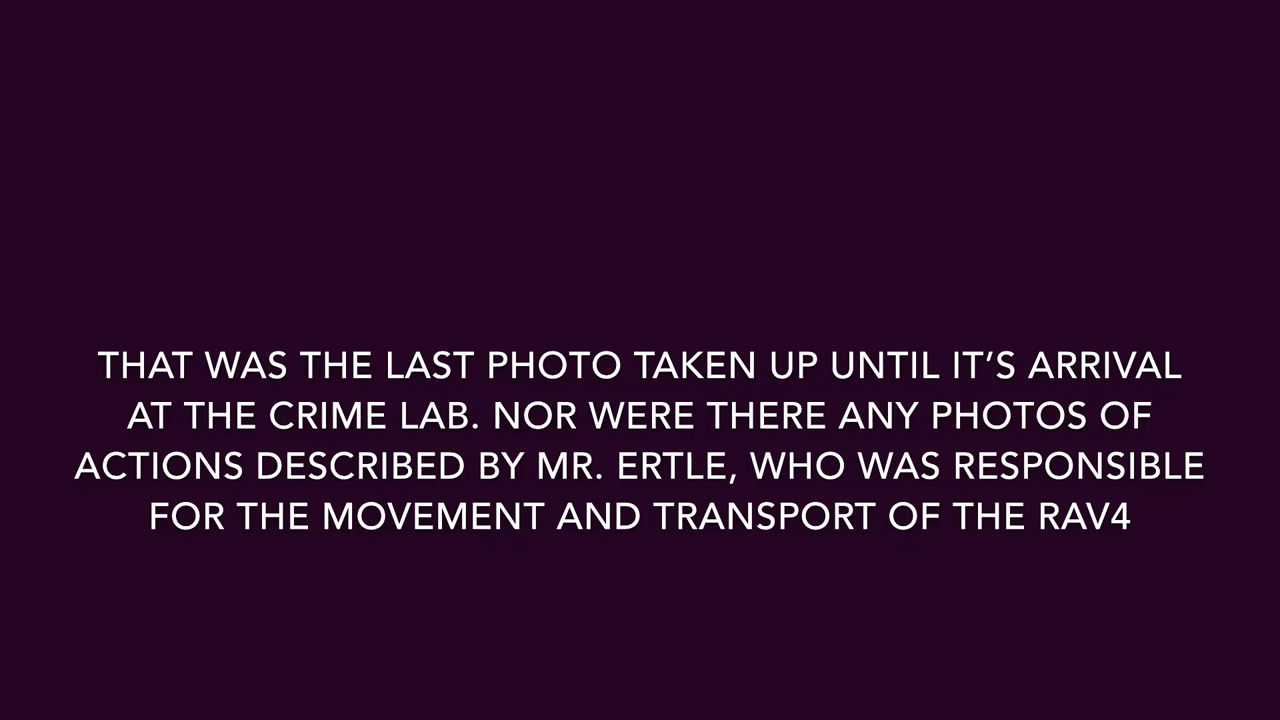 THAT WAS THE LAST PHOTO TAKEN UP UNTIL IT’S ARRIVAL
AT THE CRIME LAB. NOR WERE THERE ANY PHOTOS OF
ACTIONS DESCRIBED BY MR. ERTLE, WHO WAS RESPONSIBLE
FOR THE MOVEMENT AND TRANSPORT OF THE RAV4